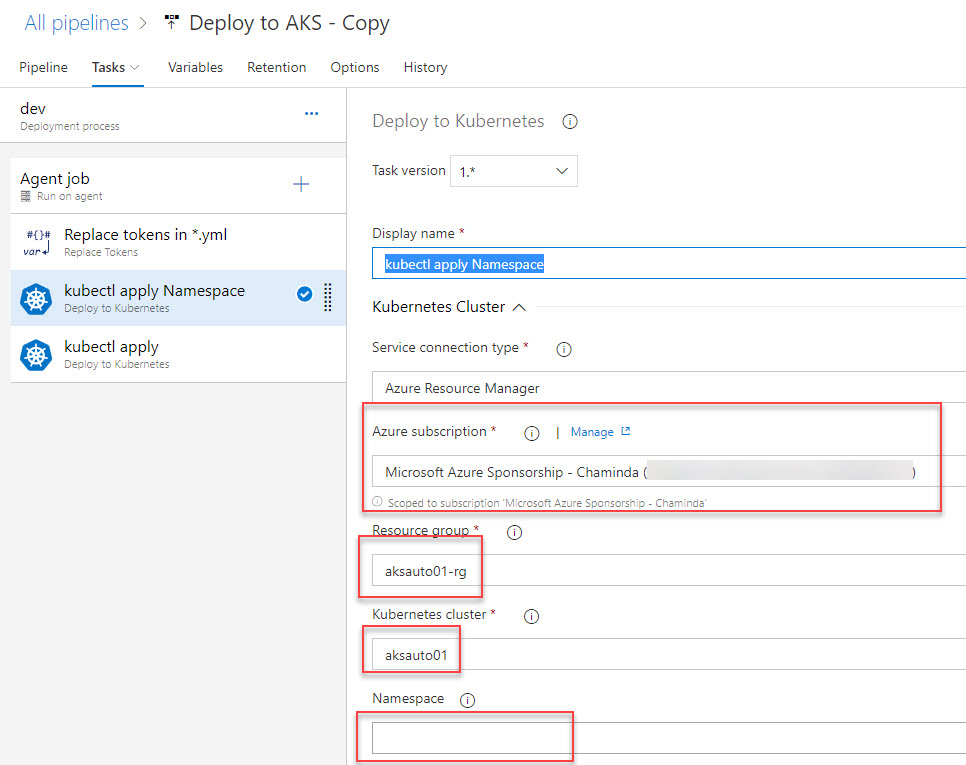 All pipelines > Deploy to AKS - Copy
Pipeline Tasks Variables Retention Options History
dev
Deployment process
...
Agent job
Run on agent
#{}# var
Replace tokens in *.yml
Replace Tokens
kubectl apply Namespace
Deploy to Kubernetes
kubectl apply
Deploy to Kubernetes
Deploy to Kubernetes
Task version 1.*
Display name *
kubectl apply Namespace
Kubernetes Cluster
Service connection type *
Azure Resource Manager
Azure subscription * | Manage
Microsoft Azure Sponsorship - Chaminda ( )
Scoped to subscription 'Microsoft Azure Sponsorship - Chaminda'
Resource group *
aksauto01-rg
Kubernetes cluster *
aksauto01
Namespace